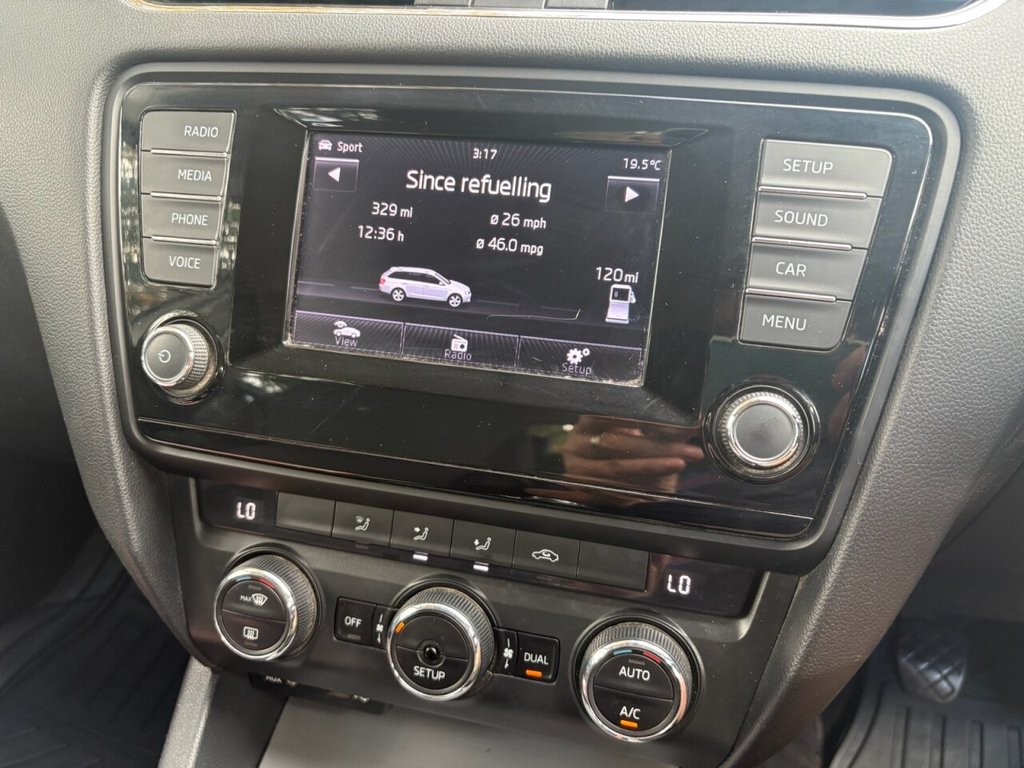 RADIO
MEDIA
PHONE
VOICE
Sport
3:17
19.5°C
Since refuelling
329 mi
ø 26 mph
12:36 h
ø 46.0 mpg
120 mi
View
Radio
Setup
SETUP
SOUND
CAR
MENU
LO
LO
MAX
OFF
SETUP
DUAL
AUTO
A/C
AUX